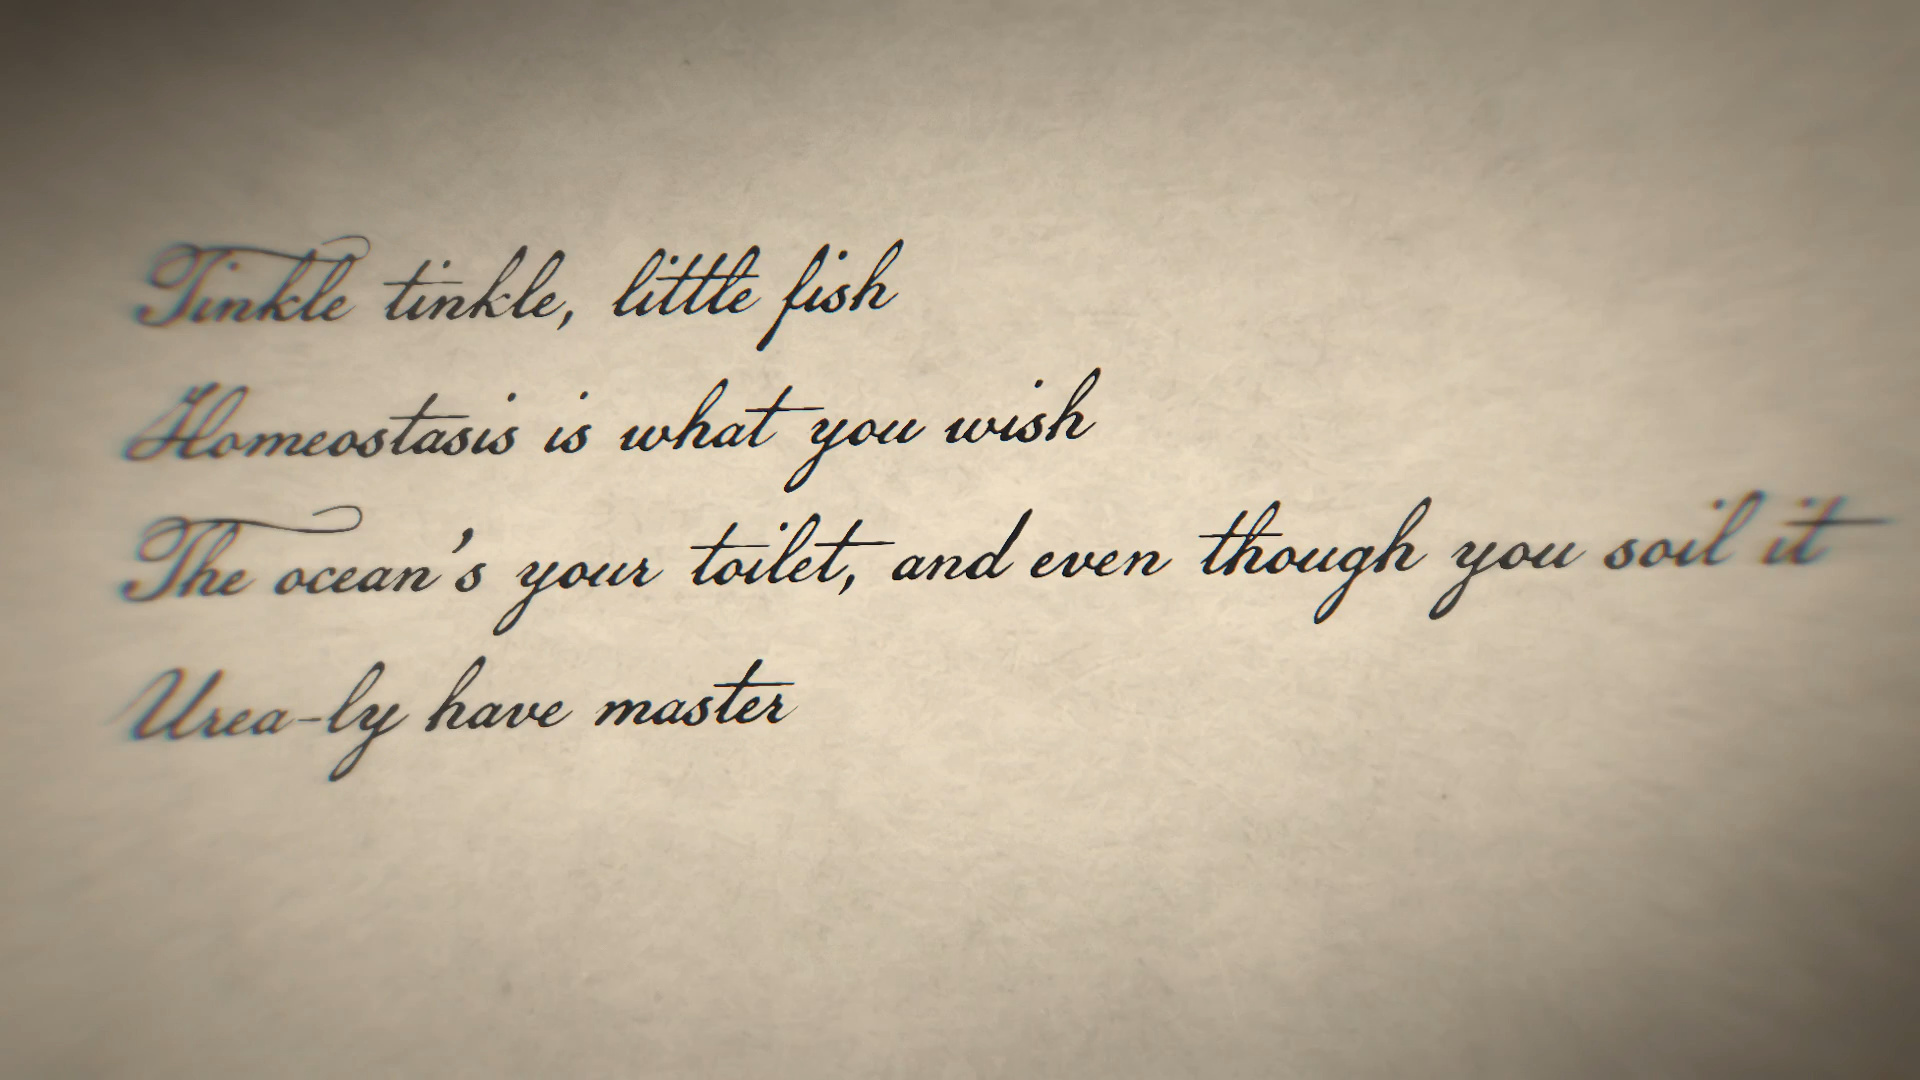 Tinkle tinkle, little fish
Homeostasis is what you wish
The ocean's your toilet, and even though you soil it
Urea-ly have master